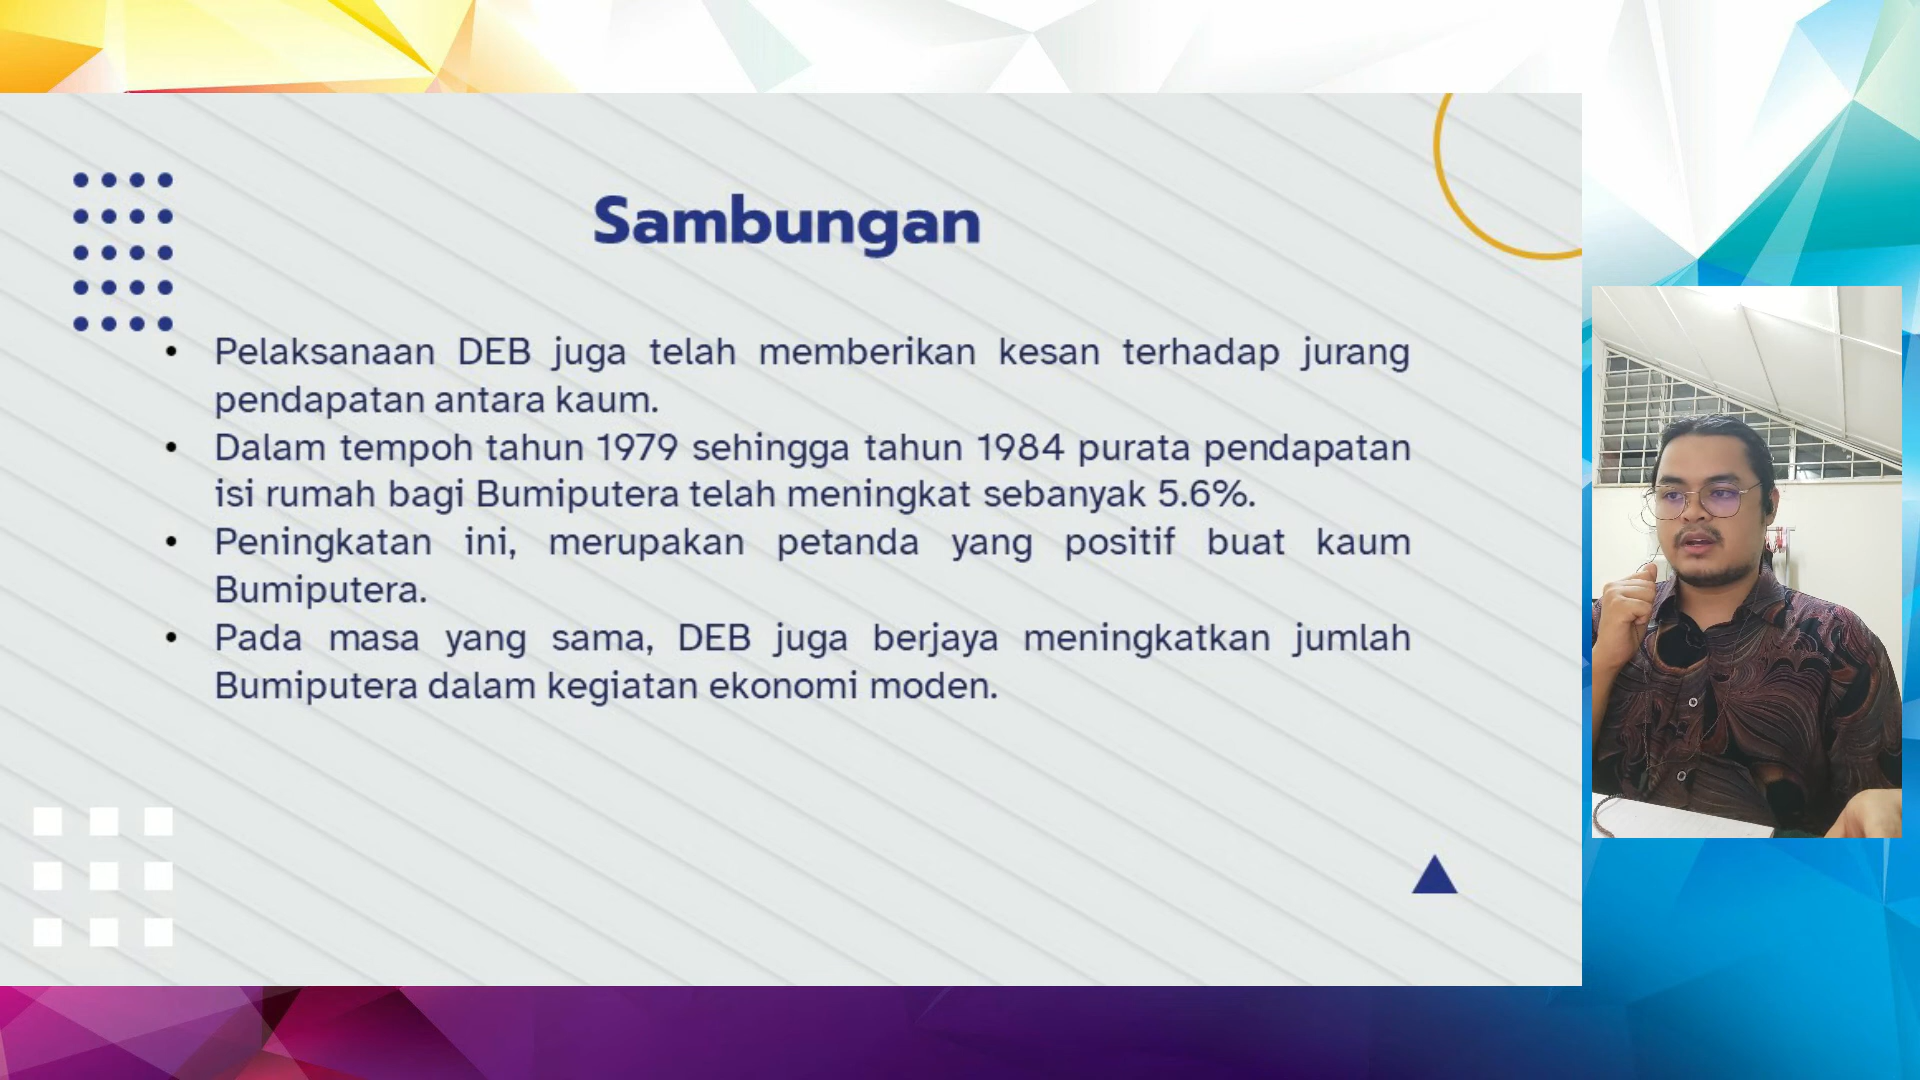 Sambungan
• Pelaksanaan DEB juga telah memberikan kesan terhadap jurang
pendapatan antara kaum.
• Dalam tempoh tahun 1979 sehingga tahun 1984 purata pendapatan
isi rumah bagi Bumiputera telah meningkat sebanyak 5.6%.
• Peningkatan ini, merupakan petanda yang positif buat kaum
Bumiputera.
• Pada masa yang sama, DEB juga berjaya meningkatkan jumlah
Bumiputera dalam kegiatan ekonomi moden.